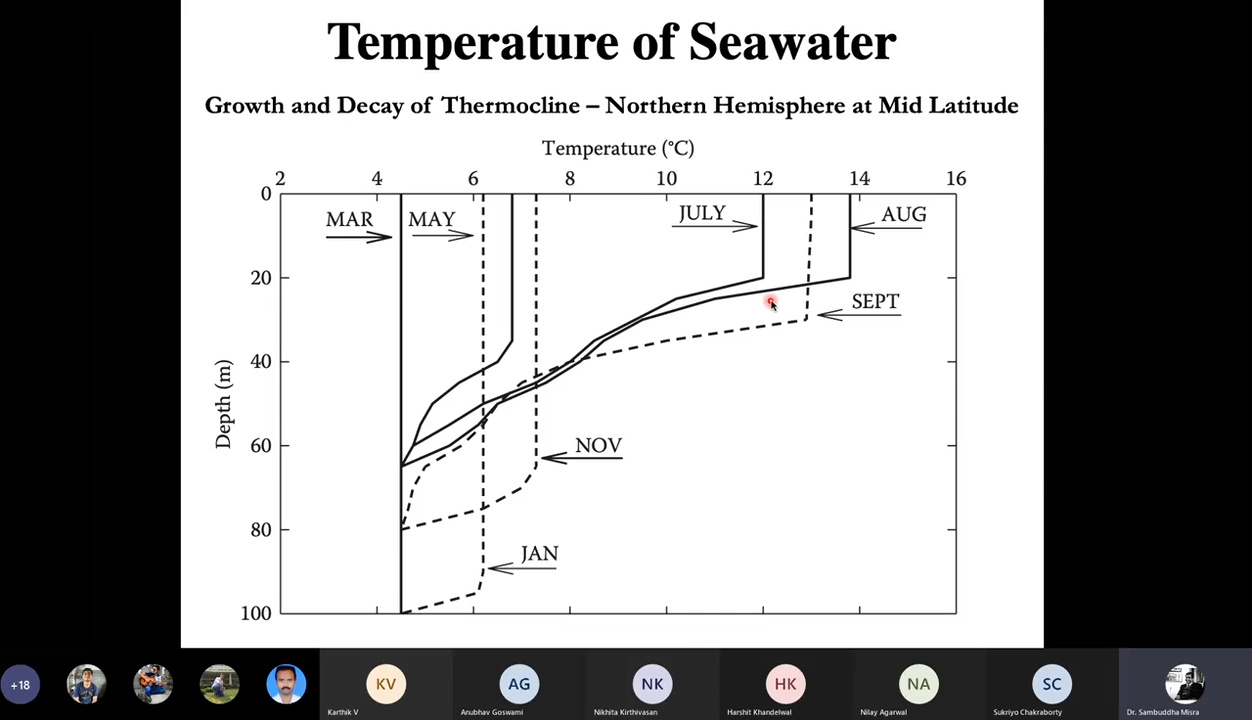 Temperature of Seawater
Growth and Decay of Thermocline – Northern Hemisphere at Mid Latitude
Temperature (°C)
2 4 6 8 10 12 14 16
0
MAR MAY JULY AUG
20
SEPT
40
Depth (m)
60
NOV
80
JAN
100
+18 KV AG NK HK NA SC
Karthik V Anubhav Goswami Nikhita Kirthivasan Harshit Khandelwal Nilay Agarwal Sukriyo Chakraborty Dr. Sambuddha Misra